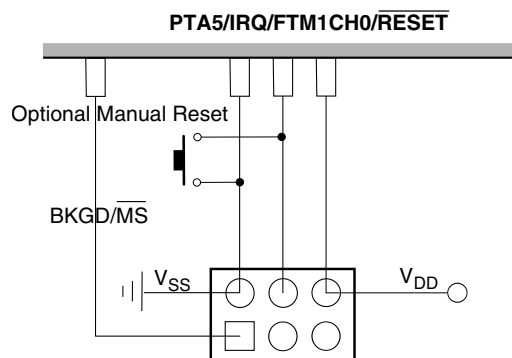 PTA5/IRQ/FTM1CH0/RESET
Optional Manual Reset
BKGD/MS
VSS
VDD